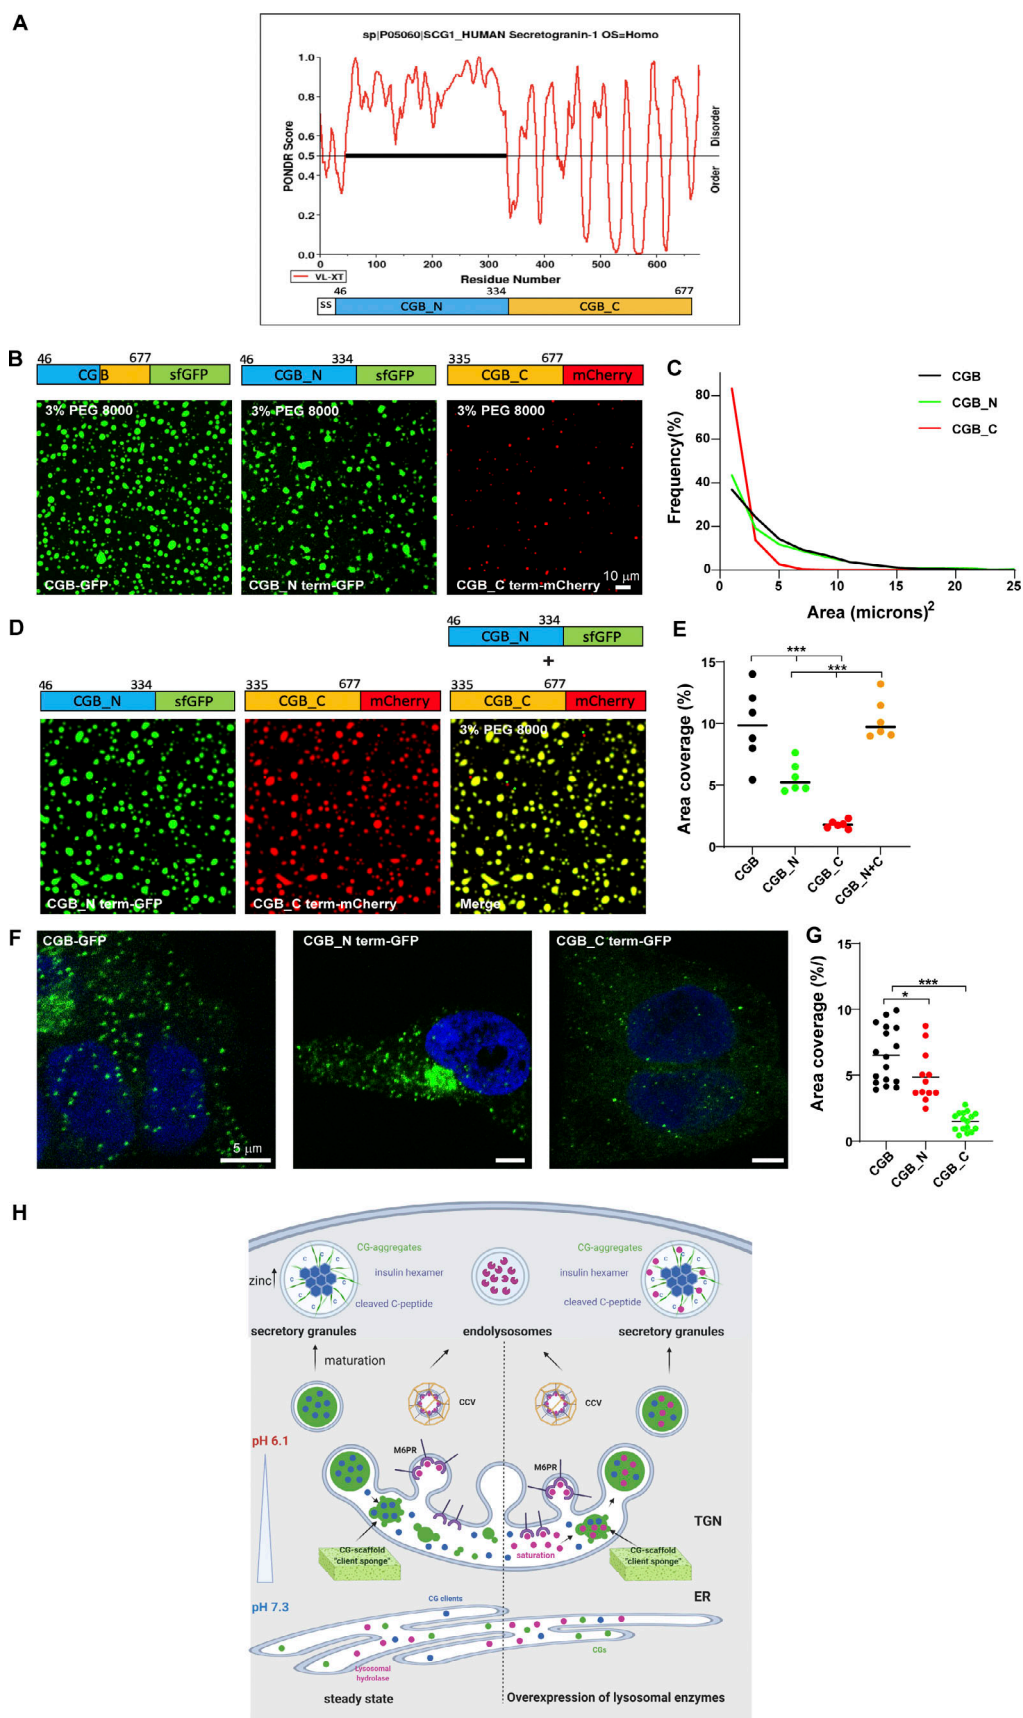 A
sp|P05060|SCG1_HUMAN Secretogranin-1 OS=Homo
1.0
0.8
0.6
0.5
0.4
0.2
0.0
PONDR Score
Disorder
Order
0 100 200 300 400 500 600
VL-XT
Residue Number
46 334 677
SS CGB_N CGB_C
B
46 677
CGB sfGFP
46 334
CGB_N sfGFP
335 677
CGB_C mCherry
3% PEG 8000
CGB-GFP
3% PEG 8000
CGB_N term-GFP
3% PEG 8000
10 µm
CGB_C term-mCherry
C
CGB
CGB_N
CGB_C
80
60
40
20
0
Frequency(%)
0 5 10 15 20 25
Area (microns)2
D
46 334
CGB_N sfGFP
+
46 334
CGB_N sfGFP
335 677
CGB_C mCherry
335 677
CGB_C mCherry
CGB_N term-GFP
CGB_C term-mCherry
3% PEG 8000
Merge
E
***
***
15
10
5
0
Area coverage (%)
CGB
CGB_N
CGB_C
CGB_N+C
F
CGB-GFP
5 µm
CGB_N term-GFP
CGB_C term-GFP
G
***
*
15
10
5
0
Area coverage (%/)
CGB
CGB_N
CGB_C
H
zinc
CG-aggregates
insulin hexamer
cleaved C-peptide
CG-aggregates
insulin hexamer
cleaved C-peptide
secretory granules
endolysosomes
secretory granules
maturation
CCV
CCV
pH 6.1
M6PR
M6PR
TGN
CG-scaffold
"client sponge"
saturation
CG-scaffold
"client sponge"
ER
pH 7.3
CG clients
CGs
Lysosomal
hydrolase
steady state
Overexpression of lysosomal enzymes